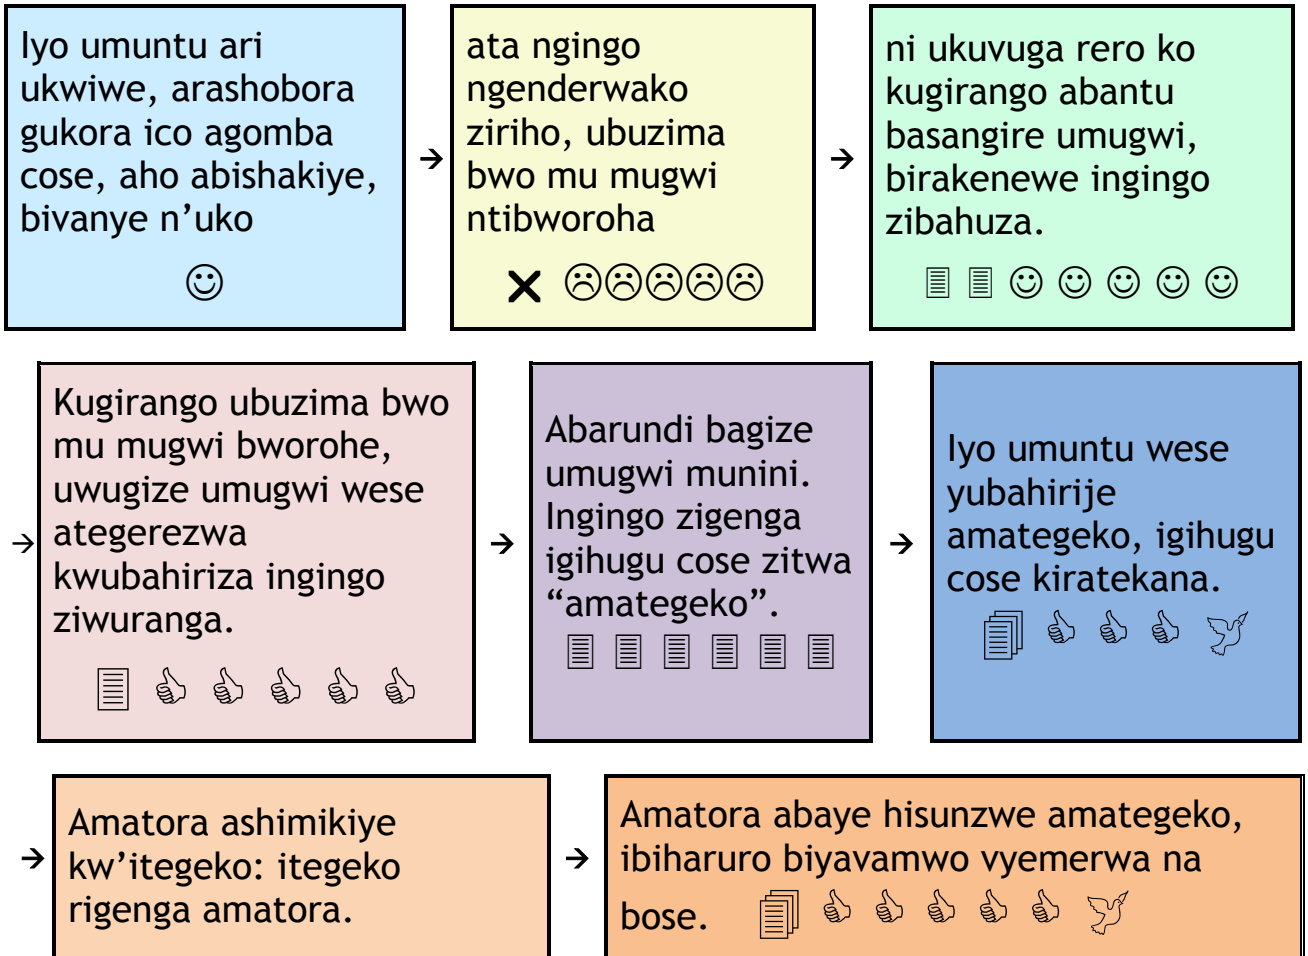 Iyo umuntu ari
ukwiwe, arashobora
gukora ico agomba
cose, aho abishakiye,
bivanye n’uko
ata ngingo
ngenderwako
ziriho, ubuzima
bwo mu mugwi
ntibworoha
ni ukuvuga rero ko
kugirango abantu
basangire umugwi,
birakenewe ingingo
zibahuza.
Kugirango ubuzima bwo
mu mugwi bworohe,
uwugize umugwi wese
ategerezwa
kwubahiriza ingingo
ziwuranga.
Abarundi bagize
umugwi munini.
Ingingo zigenga
igihugu cose zitwa
“amategeko”.
Iyo umuntu wese
yubahirije
amategeko, igihugu
cose kiratekana.
Amatora ashimikiye
kw’itegeko: itegeko
rigenga amatora.
Amatora abaye hisunzwe amategeko,
ibiharuro biyavamwo vyemerwa na
bose.